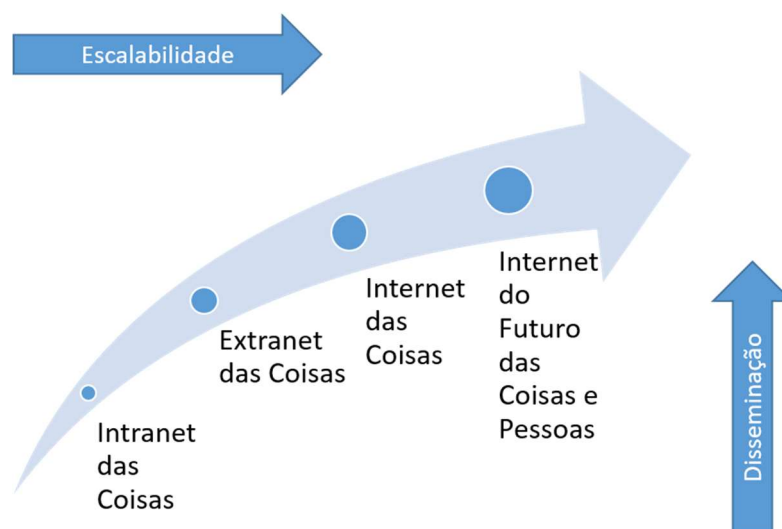 Escalabilidade
Internet
do
Futuro
das
Coisas e
Pessoas
Internet
das
Coisas
Extranet
das Coisas
Intranet
das
Coisas
Disseminação